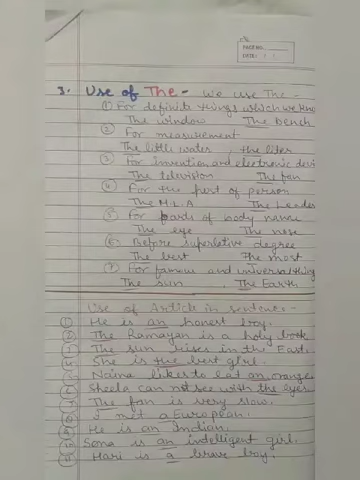 PAGE NO.:
DATE: / /
3. Use of The - We use The -
① For definite things which we know
The window The bench
② For measurement
The little water, the liter
③ For invention and electronic devi
The television The fan
④ For the post of person
The M.L.A The Leader
⑤ For parts of body name
The eye The nose
⑥ Before superlative degree
The best The most
⑦ For famous and universal thing
The sun The Earth
Use of Article in sentence -
① He is an honest boy.
② The Ramayan is a holy book
③ The sun rises in the East.
④ She is the best girl.
⑤ Naina likes to eat an orange
⑥ Sheela can not see with the eyes
⑦ The fan is very slow.
⑧ I met a European.
⑨ He is an Indian.
⑩ Sona is an intelligent girl.
⑪ Hari is a brave boy.